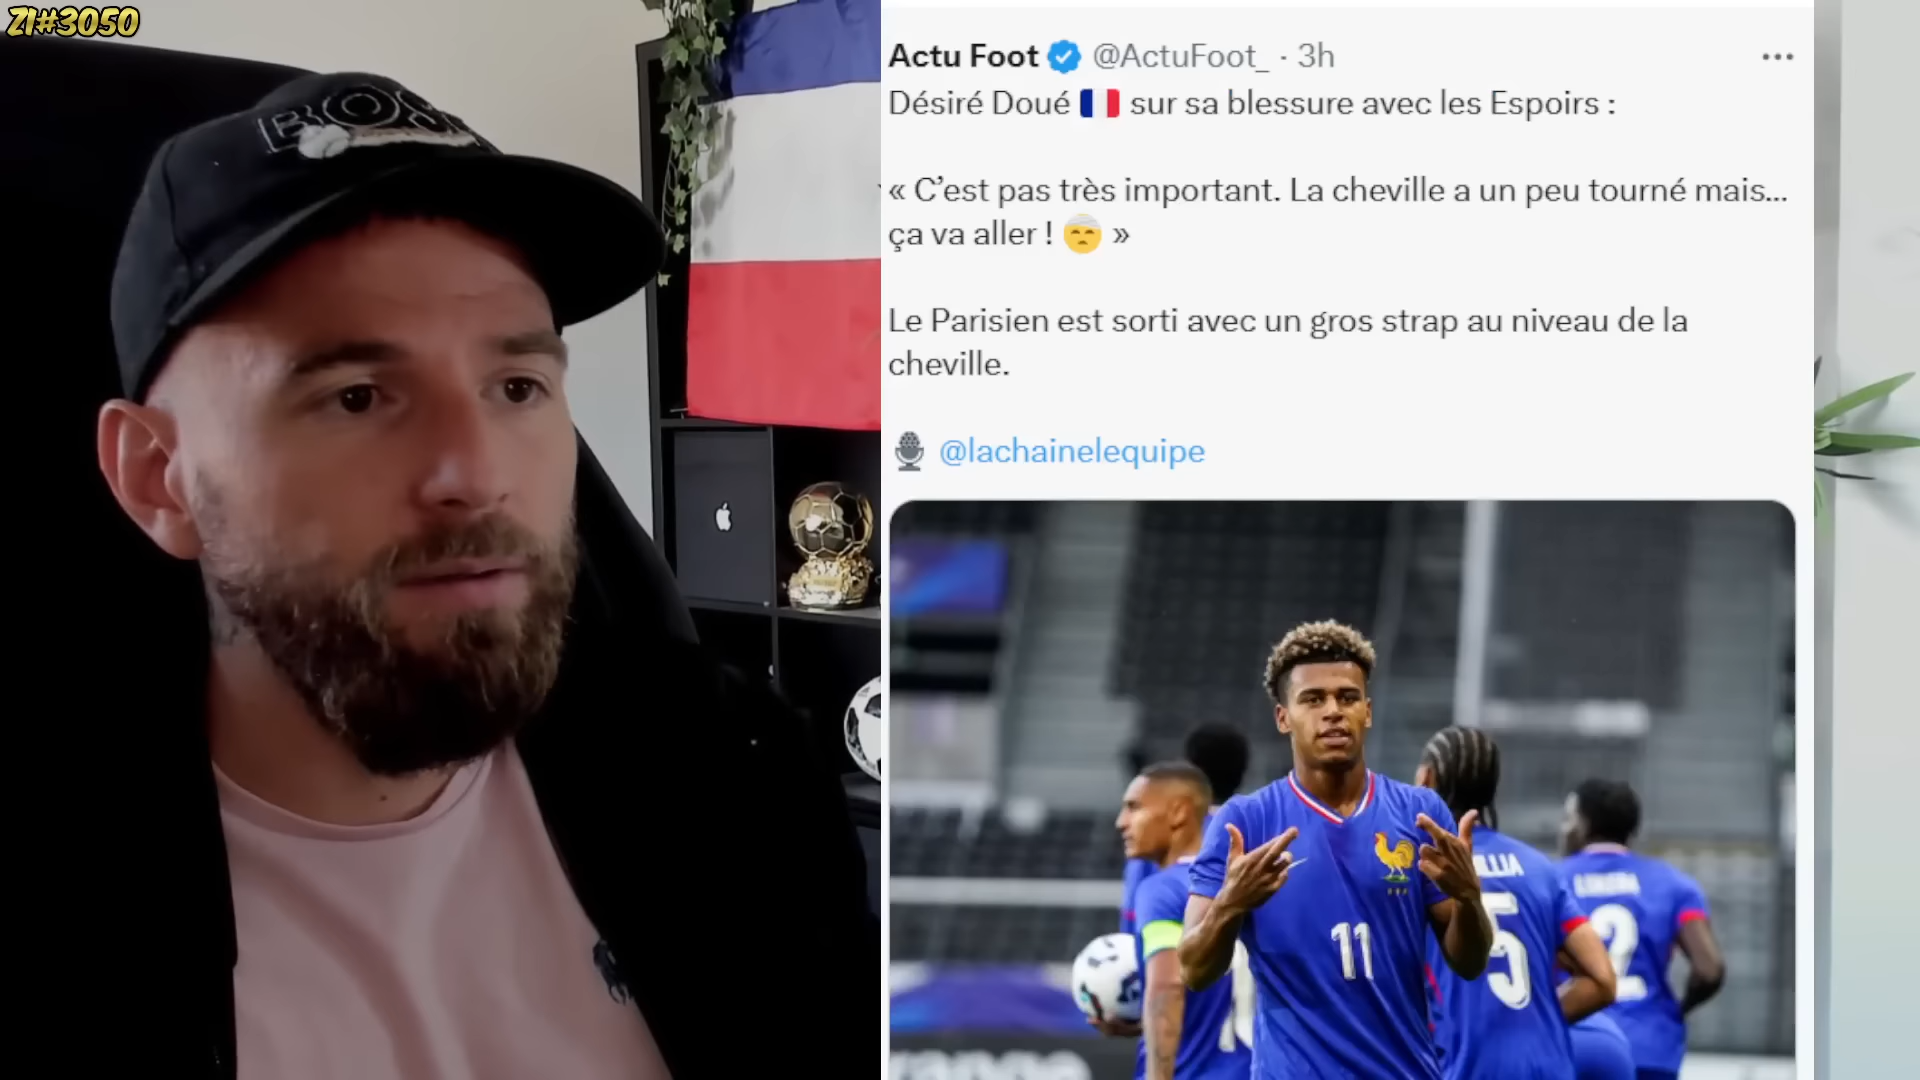 ZI#3050
BOSS
Actu Foot @ActuFoot_ · 3h
Désiré Doué 🇫🇷 sur sa blessure avec les Espoirs :
« C’est pas très important. La cheville a un peu tourné mais...
ça va aller ! 🤕 »
Le Parisien est sorti avec un gros strap au niveau de la
cheville.
🎙 @lachainelequipe
11
5
2
orange